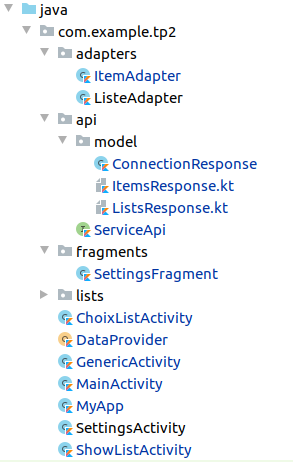 java
com.example.tp2
adapters
ItemAdapter
ListeAdapter
api
model
ConnectionResponse
ItemsResponse.kt
ListsResponse.kt
ServiceApi
fragments
SettingsFragment
lists
ChoixListActivity
DataProvider
GenericActivity
MainActivity
MyApp
SettingsActivity
ShowListActivity